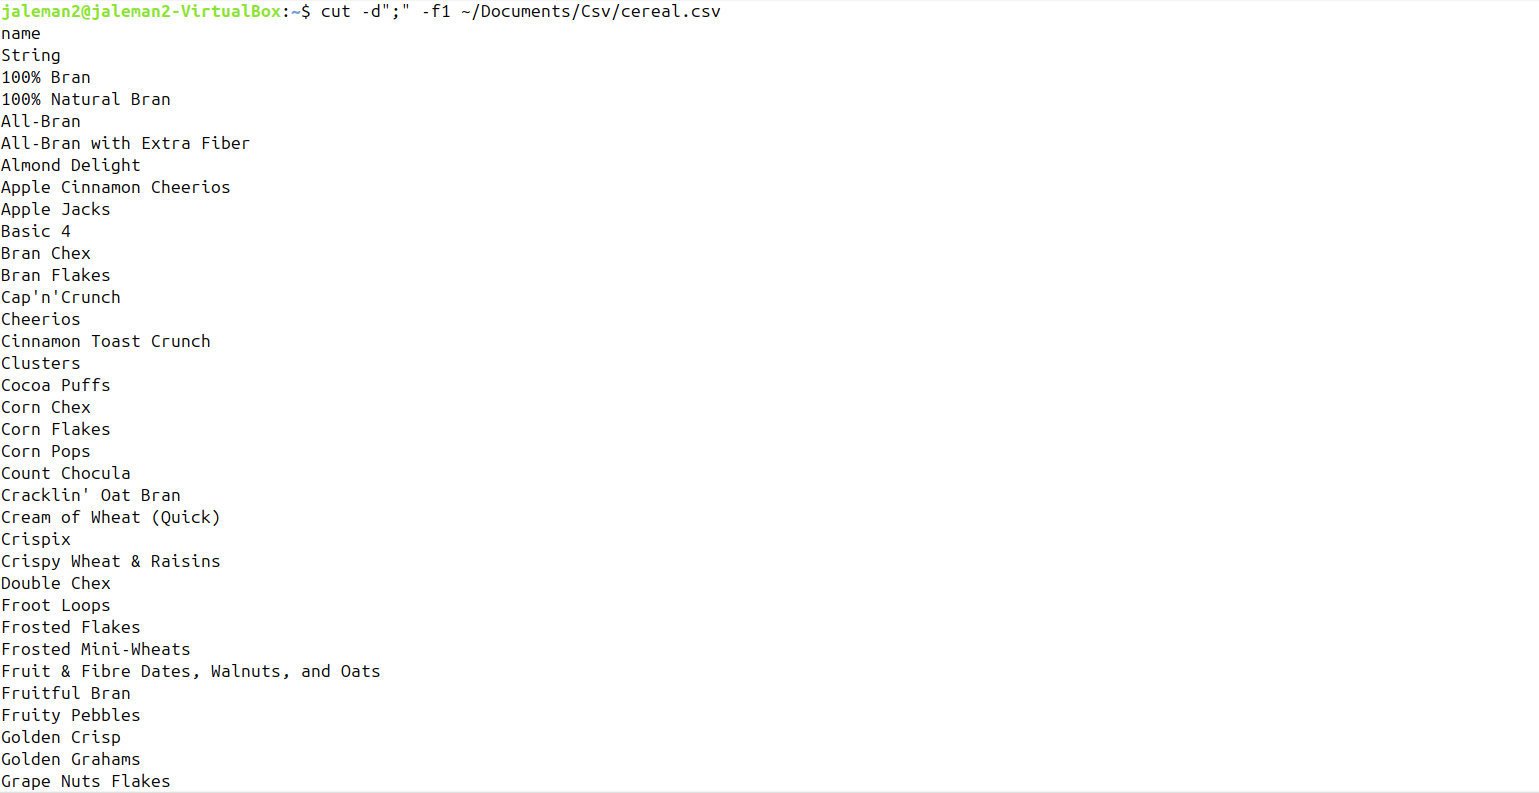 jaleman2@jaleman2-VirtualBox:~$ cut -d";" -f1 ~/Documents/Csv/cereal.csv
name
String
100% Bran
100% Natural Bran
All-Bran
All-Bran with Extra Fiber
Almond Delight
Apple Cinnamon Cheerios
Apple Jacks
Basic 4
Bran Chex
Bran Flakes
Cap'n'Crunch
Cheerios
Cinnamon Toast Crunch
Clusters
Cocoa Puffs
Corn Chex
Corn Flakes
Corn Pops
Count Chocula
Cracklin' Oat Bran
Cream of Wheat (Quick)
Crispix
Crispy Wheat & Raisins
Double Chex
Froot Loops
Frosted Flakes
Frosted Mini-Wheats
Fruit & Fibre Dates, Walnuts, and Oats
Fruitful Bran
Fruity Pebbles
Golden Crisp
Golden Grahams
Grape Nuts Flakes